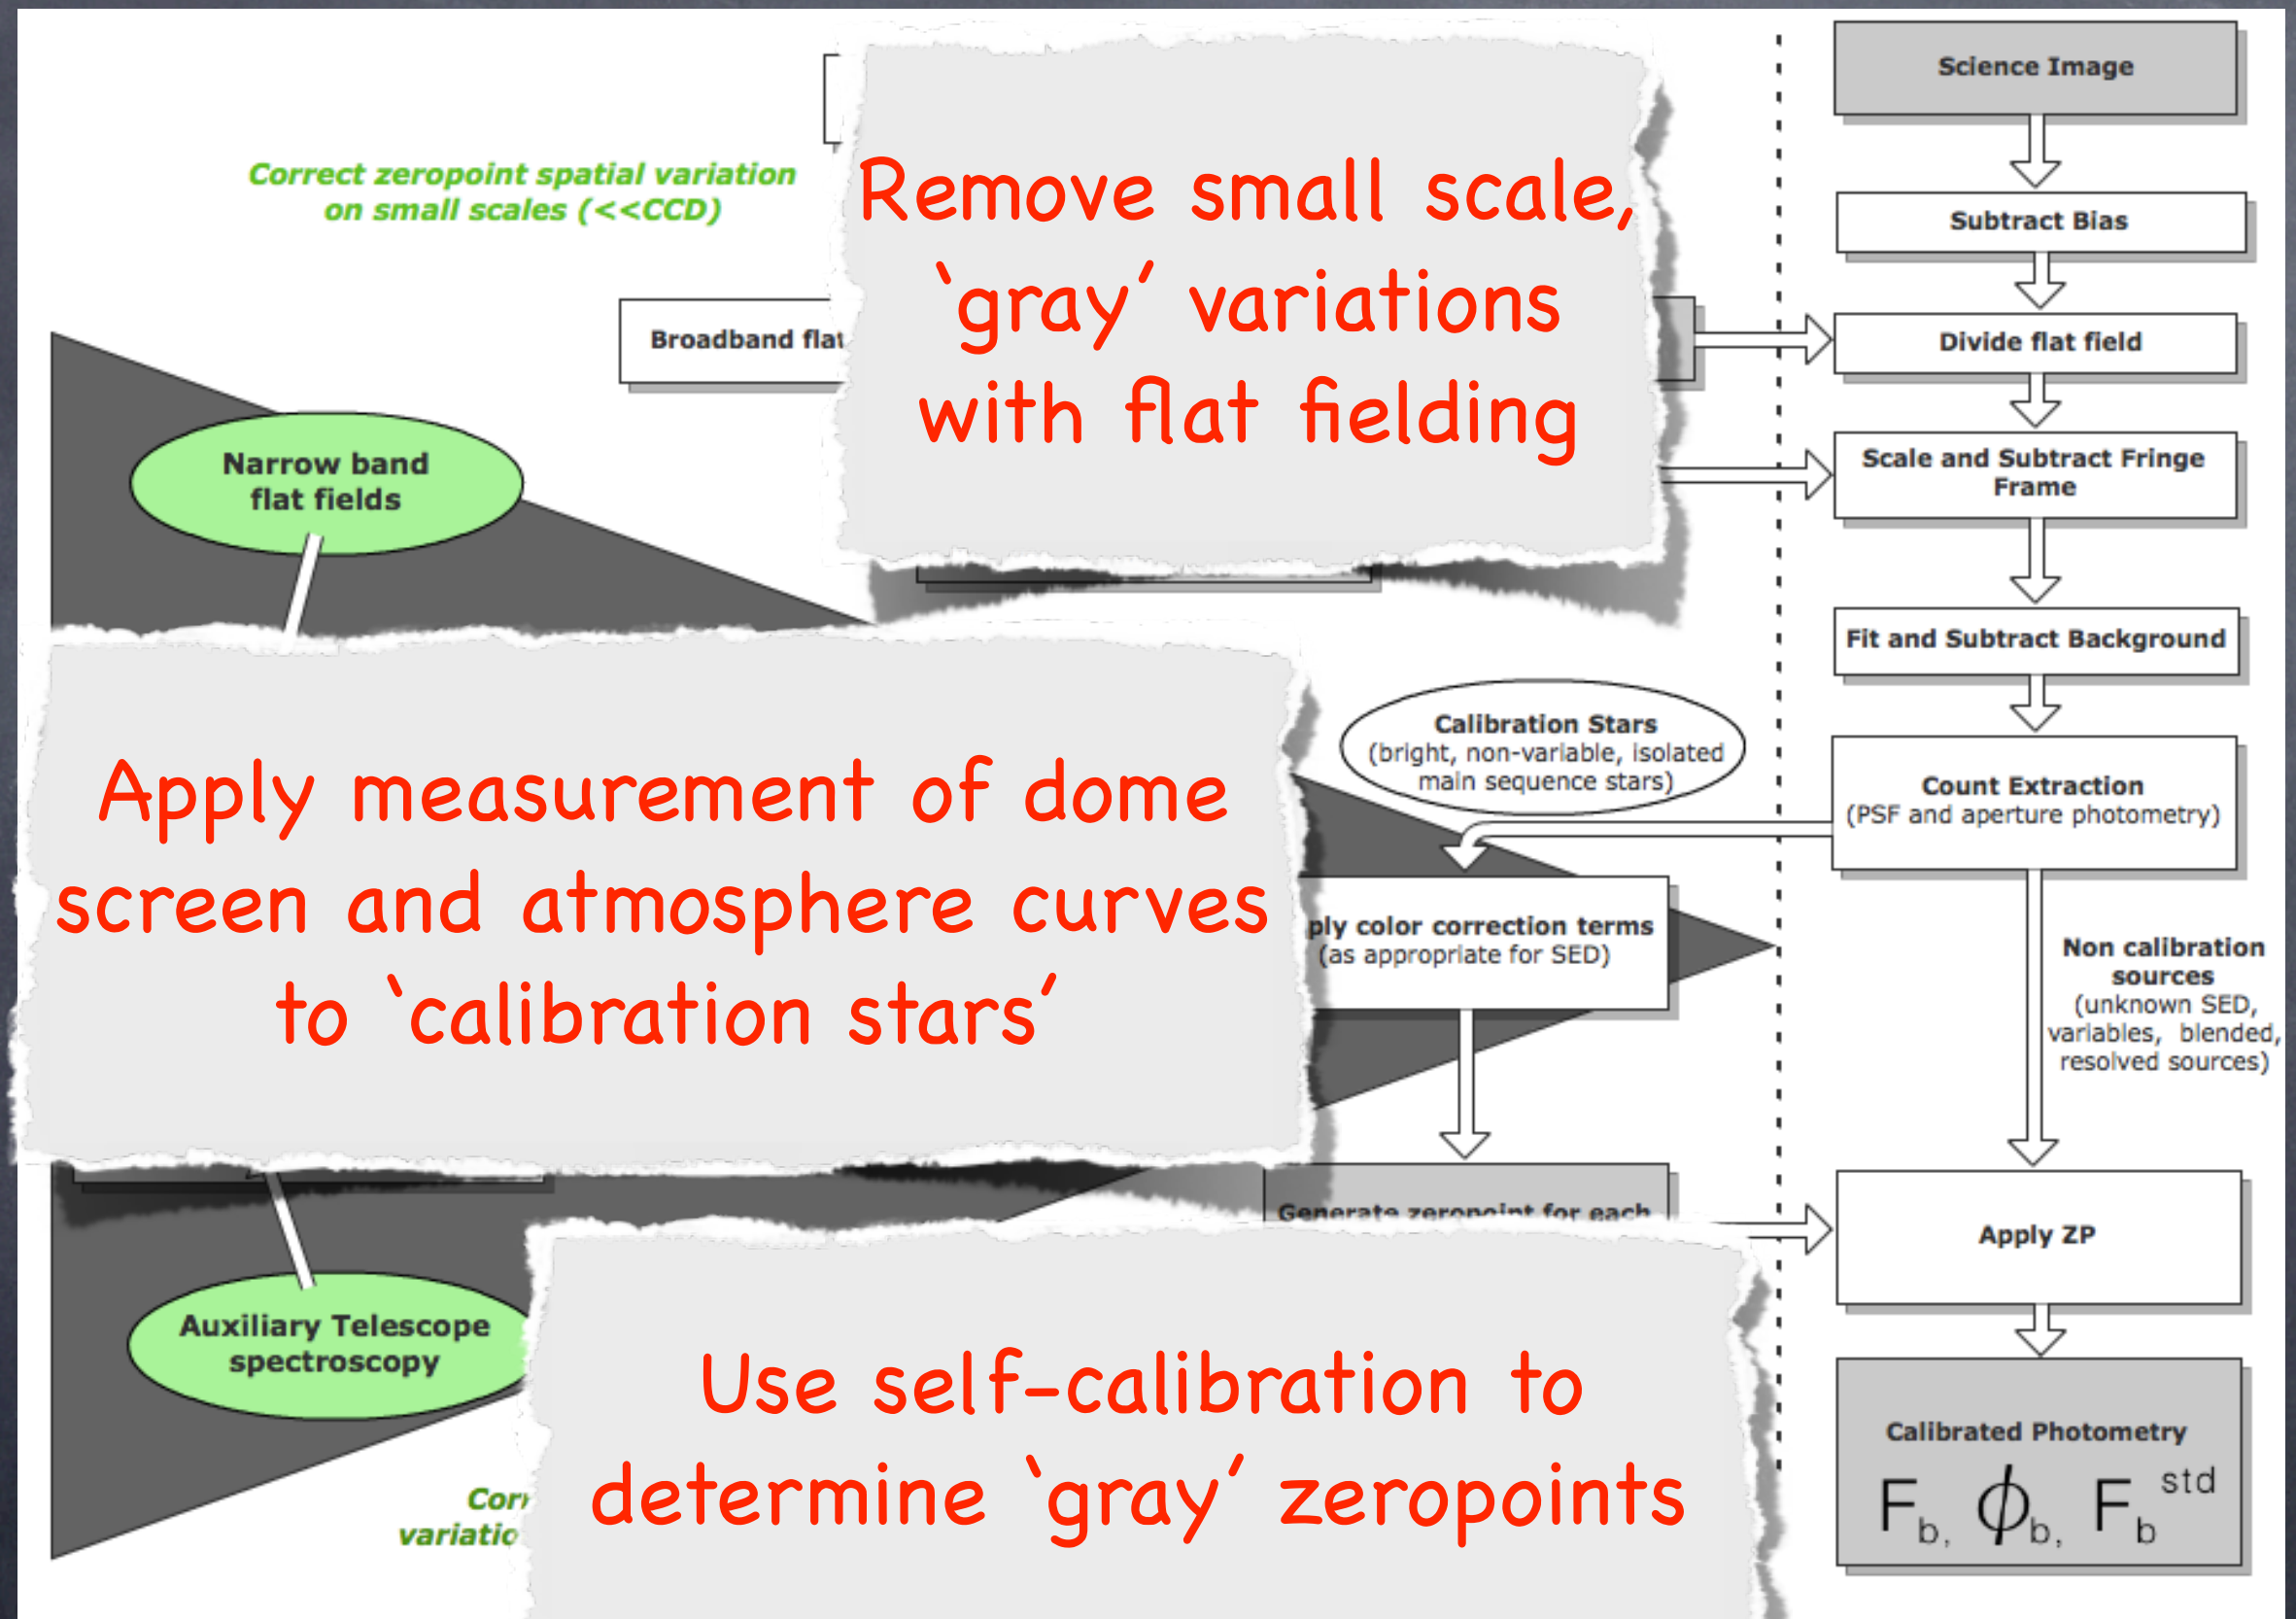 Correct zeropoint spatial variation
on small scales (<<CCD)
Remove small scale,
‘gray’ variations
with flat fielding
Broadband flat
Narrow band
flat fields
Apply measurement of dome
screen and atmosphere curves
to ‘calibration stars’
Calibration Stars
(bright, non-variable, isolated
main sequence stars)
ply color correction terms
(as appropriate for SED)
Generate zeropoint for each
Auxiliary Telescope
spectroscopy
Use self-calibration to
determine ‘gray’ zeropoints
Science Image
Subtract Bias
Divide flat field
Scale and Subtract Fringe
Frame
Fit and Subtract Background
Count Extraction
(PSF and aperture photometry)
Non calibration
sources
(unknown SED,
variables, blended,
resolved sources)
Apply ZP
Calibrated Photometry
F_b, ϕ_b, F_b^std